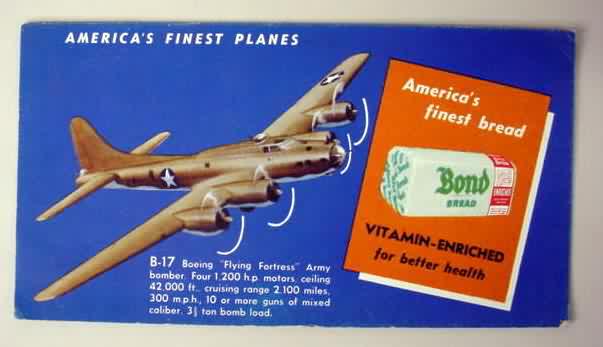 AMERICA'S FINEST PLANES
America's
finest bread
Bond
BREAD
ENRICHED
VITAMIN-ENRICHED
for better health
B-17 Boeing "Flying Fortress" Army
bomber. Four 1,200 h.p. motors, ceiling
42,000 ft., cruising range 2,100 miles,
300 m.p.h., 10 or more guns of mixed
caliber. 3½ ton bomb load.